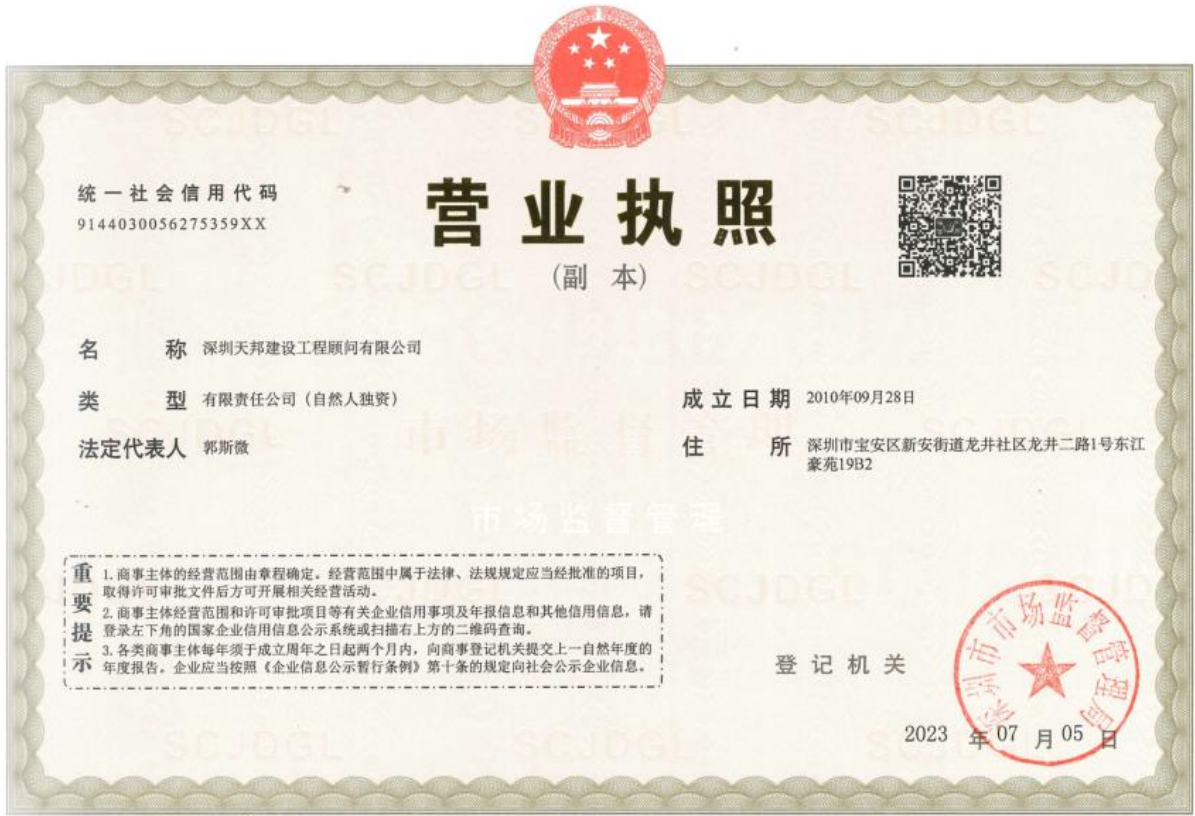 统一社会信用代码
9144030056275359XX
营业执照
(副 本)
名 称 深圳天邦建设工程顾问有限公司
类 型 有限责任公司（自然人独资）
法定代表人 郭斯微
成立日期 2010年09月28日
住 所 深圳市宝安区新安街道龙井社区龙井二路1号东江
豪苑19B2
重要提示
1.商事主体的经营范围由章程确定。经营范围中属于法律、法规规定应当经批准的项目，
取得许可审批文件后方可开展相关经营活动。
2.商事主体经营范围和许可审批项目等有关企业信用事项及年报信息和其他信用信息，请
登录左下角的国家企业信用信息公示系统或扫描右上方的二维码查询。
3.各类商事主体每年须于成立周年之日起两个月内，向商事登记机关提交上一自然年度的
年度报告。企业应当按照《企业信息公示暂行条例》第十条的规定向社会公示企业信息。
登记机关
深圳市市场监督管理局
2023 年 07 月 05 日
SCJDGL
市场监督管理